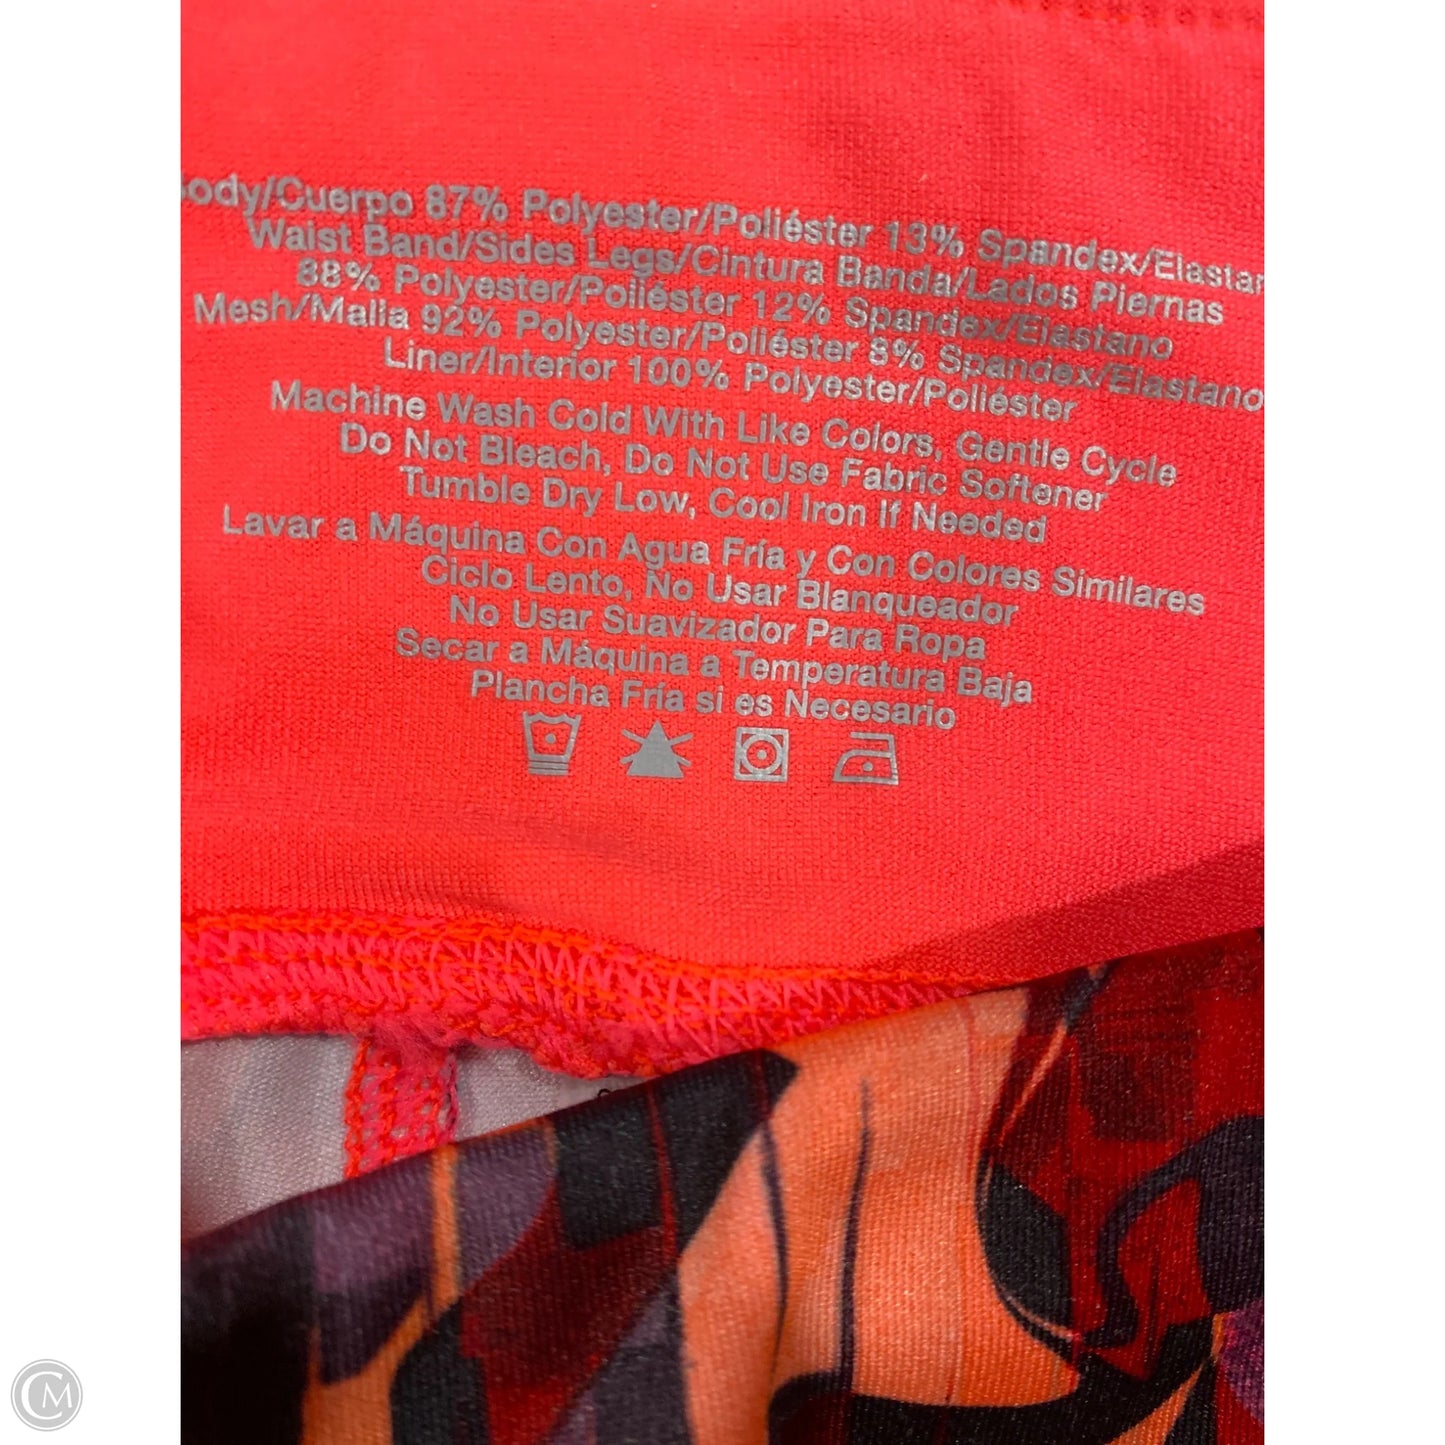 Body/Cuerpo 87% Polyester/Poliéster 13% Spandex/Elastan
Waist Band/Sides Legs/Cintura Banda/Lados Piernas
88% Polyester/Poliéster 12% Spandex/Elastano
Mesh/Malla 92% Polyester/Poliéster 8% Spandex/Elastano
Liner/Interior 100% Polyester/Poliéster
Machine Wash Cold With Like Colors, Gentle Cycle
Do Not Bleach, Do Not Use Fabric Softener
Tumble Dry Low, Cool Iron If Needed
Lavar a Máquina Con Agua Fría y Con Colores Similares
Ciclo Lento, No Usar Blanqueador
No Usar Suavizador Para Ropa
Secar a Máquina a Temperatura Baja
Plancha Fría si es Necesario
CM